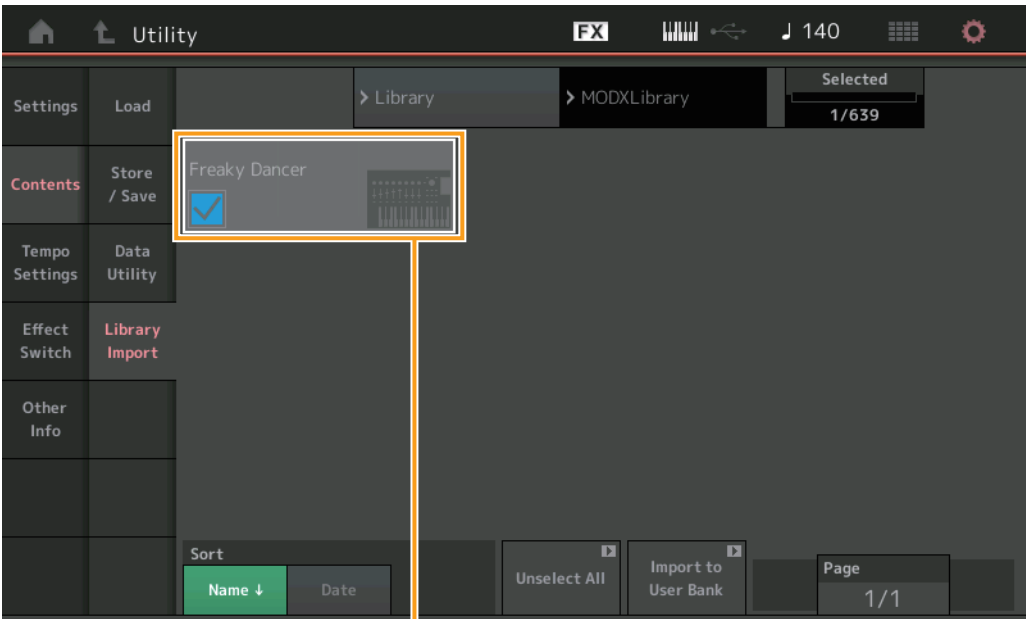 Utility
FX
♩ 140
Settings
Load
> Library
> MODXLibrary
Selected
1/639
Contents
Store
/ Save
Freaky Dancer
Tempo
Settings
Data
Utility
Effect
Switch
Library
Import
Other
Info
Sort
Name ↓
Date
Unselect All
Import to
User Bank
Page
1/1